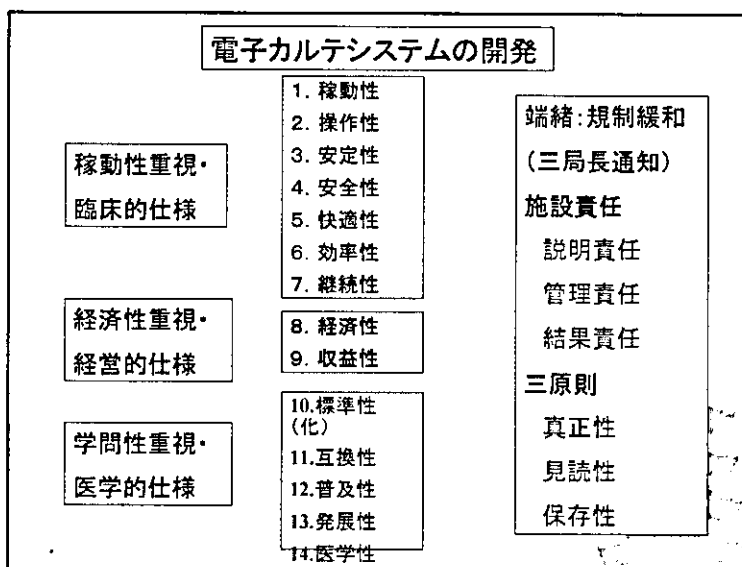 電子カルテシステムの開発
稼動性重視・
臨床的仕様
1. 稼動性
2. 操作性
3. 安定性
4. 安全性
5. 快適性
6. 効率性
7. 継続性
経済性重視・
経営的仕様
8. 経済性
9. 収益性
学問性重視・
医学的仕様
10.標準性
(化)
11.互換性
12.普及性
13.発展性
14.医学性
端緒:規制緩和
(三局長通知)
施設責任
説明責任
管理責任
結果責任
三原則
真正性
見読性
保存性